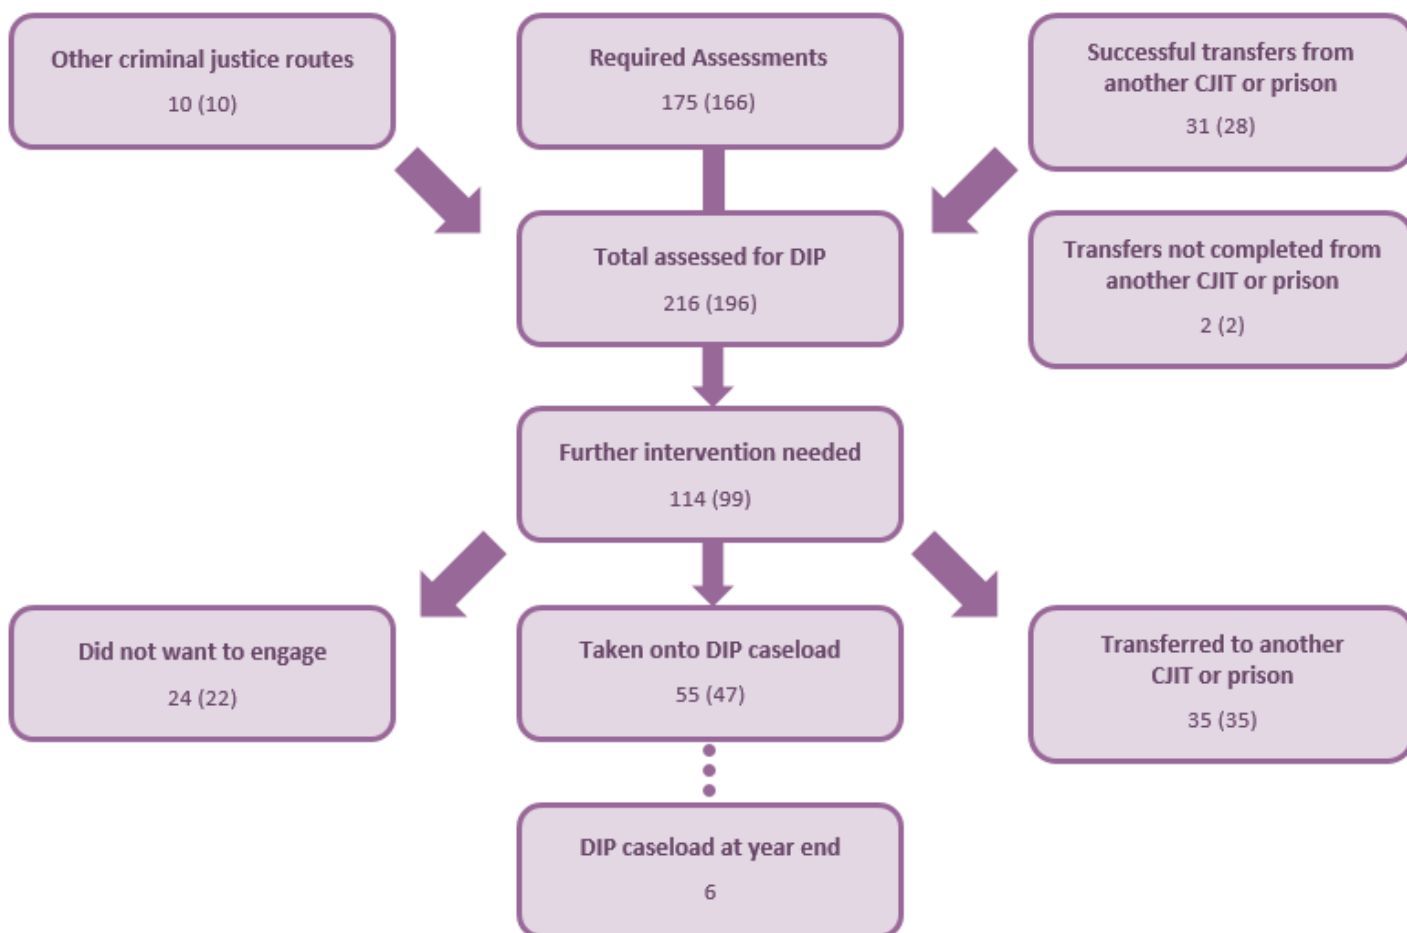 Other criminal justice routes
10 (10)
Required Assessments
175 (166)
Successful transfers from
another CJIT or prison
31 (28)
Total assessed for DIP
216 (196)
Transfers not completed from
another CJIT or prison
2 (2)
Further intervention needed
114 (99)
Did not want to engage
24 (22)
Taken onto DIP caseload
55 (47)
Transferred to another
CJIT or prison
35 (35)
DIP caseload at year end
6